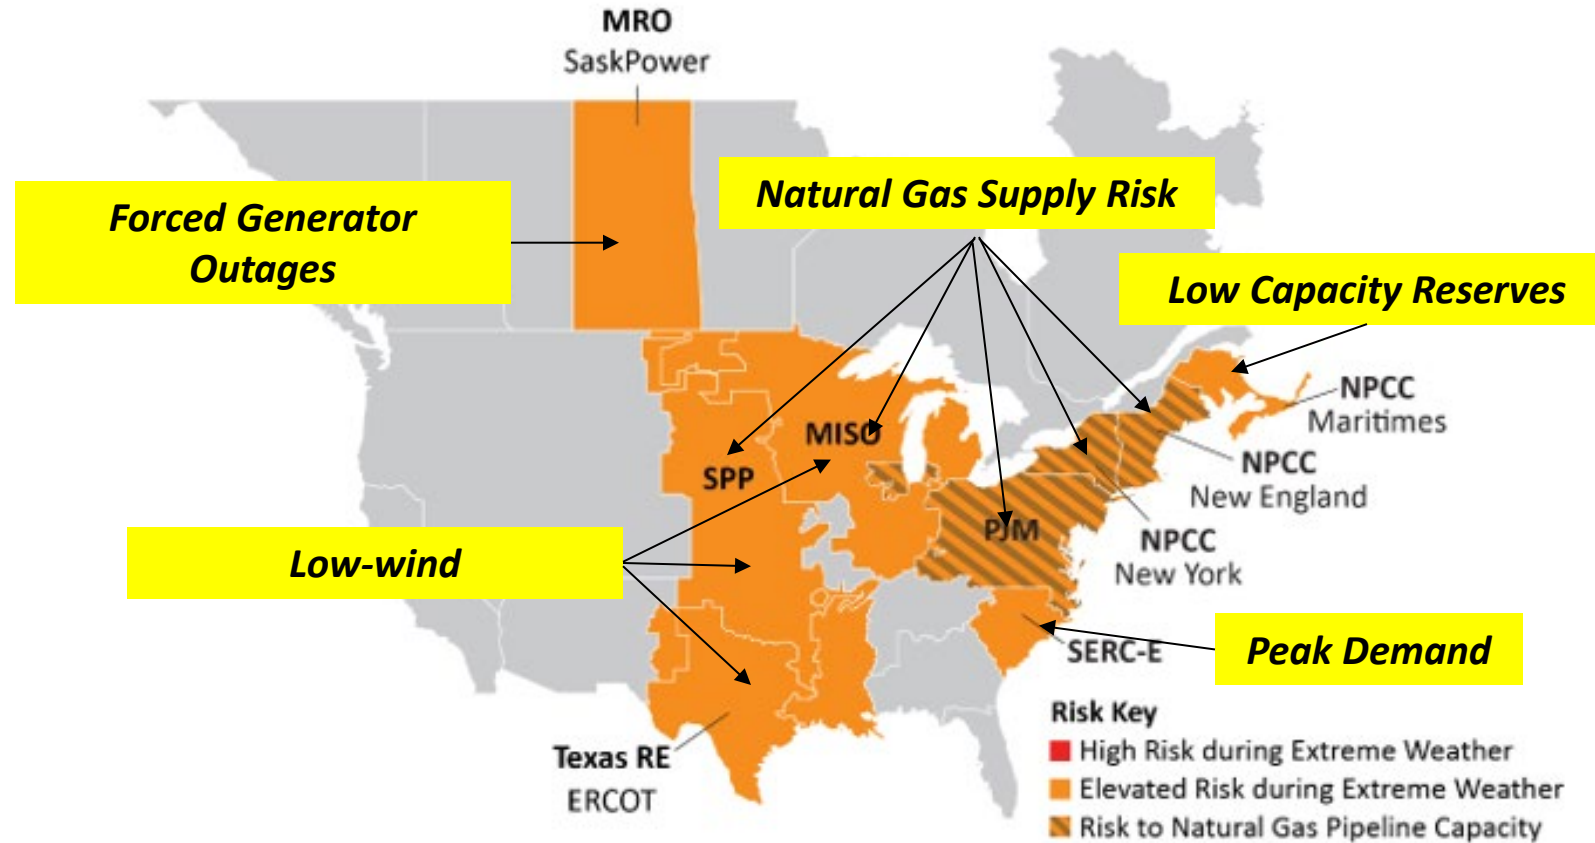 MRO
SaskPower
Natural Gas Supply Risk
Forced Generator
Outages
Low Capacity Reserves
NPCC
Maritimes
MISO
NPCC
New England
SPP
PJM
NPCC
New York
Low-wind
SERC-E
Peak Demand
Texas RE
ERCOT
Risk Key
High Risk during Extreme Weather
Elevated Risk during Extreme Weather
Risk to Natural Gas Pipeline Capacity